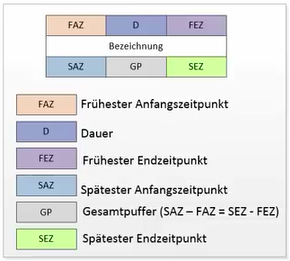 FAZ D FEZ
Bezeichnung
SAZ GP SEZ
FAZ Frühester Anfangszeitpunkt
D Dauer
FEZ Frühester Endzeitpunkt
SAZ Spätester Anfangszeitpunkt
GP Gesamtpuffer (SAZ – FAZ = SEZ - FEZ)
SEZ Spätester Endzeitpunkt